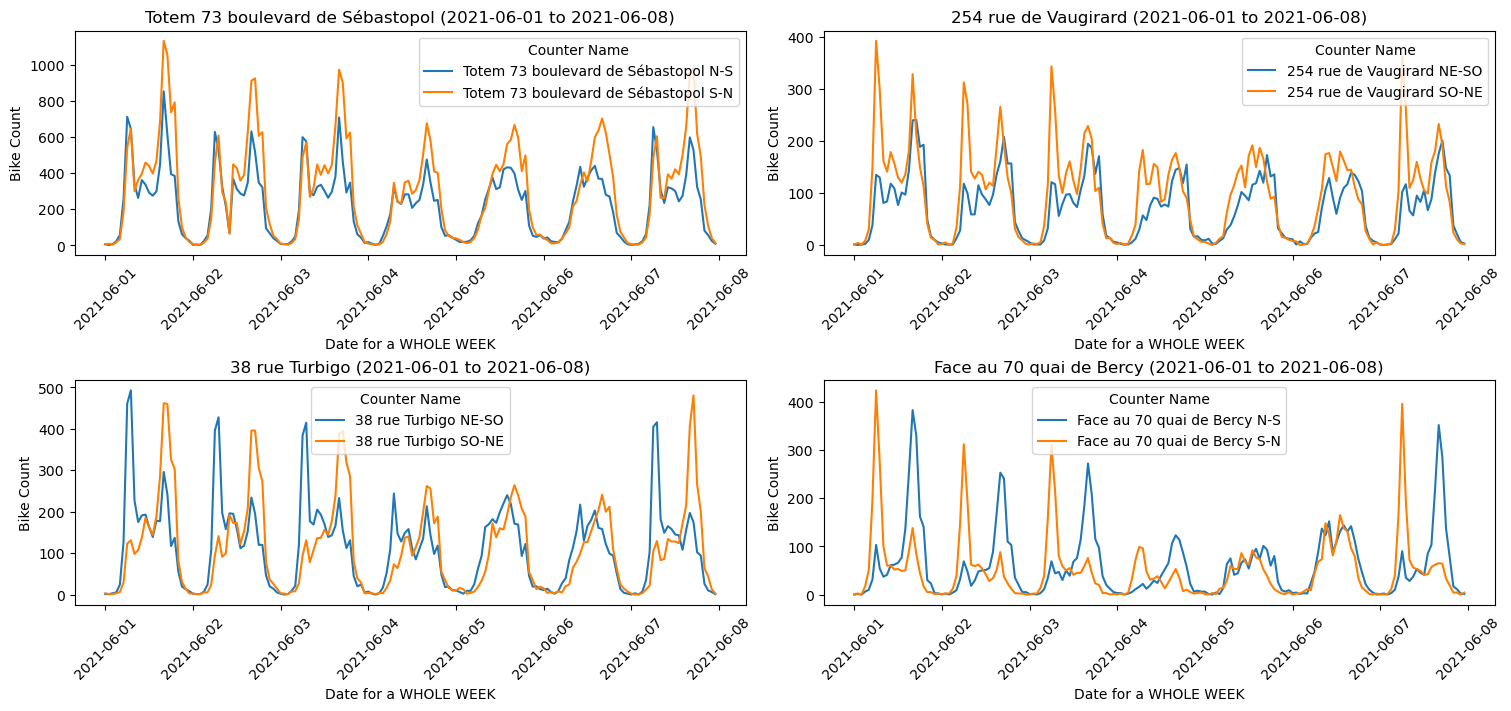 Totem 73 boulevard de Sébastopol (2021-06-01 to 2021-06-08)
Bike Count
1000
800
600
400
200
0
Counter Name
Totem 73 boulevard de Sébastopol N-S
Totem 73 boulevard de Sébastopol S-N
2021-06-01
2021-06-02
2021-06-03
2021-06-04
2021-06-05
2021-06-06
2021-06-07
2021-06-08
Date for a WHOLE WEEK
254 rue de Vaugirard (2021-06-01 to 2021-06-08)
Bike Count
400
300
200
100
0
Counter Name
254 rue de Vaugirard NE-SO
254 rue de Vaugirard SO-NE
2021-06-01
2021-06-02
2021-06-03
2021-06-04
2021-06-05
2021-06-06
2021-06-07
2021-06-08
Date for a WHOLE WEEK
38 rue Turbigo (2021-06-01 to 2021-06-08)
Bike Count
500
400
300
200
100
0
Counter Name
38 rue Turbigo NE-SO
38 rue Turbigo SO-NE
2021-06-01
2021-06-02
2021-06-03
2021-06-04
2021-06-05
2021-06-06
2021-06-07
2021-06-08
Date for a WHOLE WEEK
Face au 70 quai de Bercy (2021-06-01 to 2021-06-08)
Bike Count
400
300
200
100
0
Counter Name
Face au 70 quai de Bercy N-S
Face au 70 quai de Bercy S-N
2021-06-01
2021-06-02
2021-06-03
2021-06-04
2021-06-05
2021-06-06
2021-06-07
2021-06-08
Date for a WHOLE WEEK